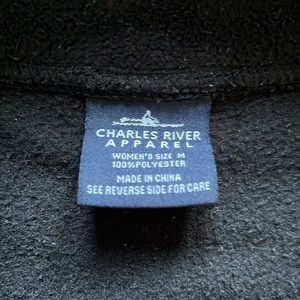 CHARLES RIVER
APPAREL
WOMEN'S SIZE M
100% POLYESTER
MADE IN CHINA
SEE REVERSE SIDE FOR CARE